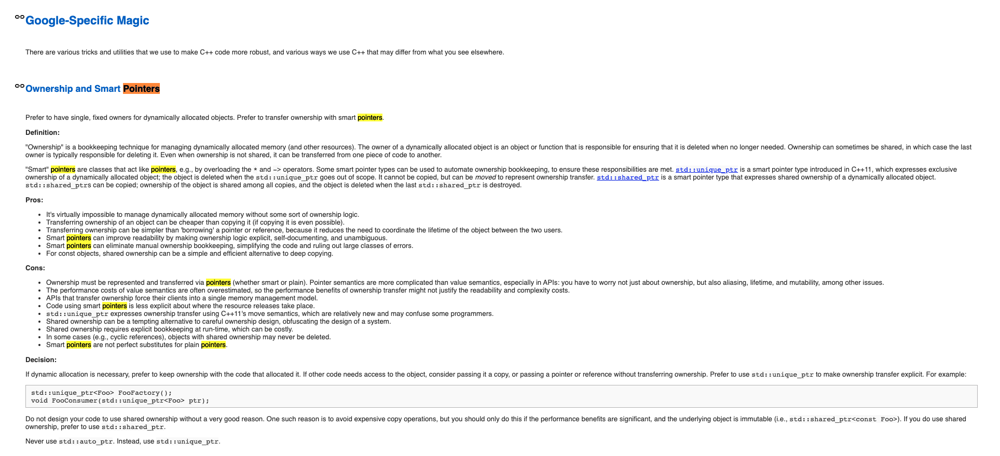 Google-Specific Magic
There are various tricks and utilities that we use to make C++ code more robust, and various ways we use C++ that may differ from what you see elsewhere.
Ownership and Smart Pointers
Prefer to have single, fixed owners for dynamically allocated objects. Prefer to transfer ownership with smart pointers.
Definition:
"Ownership" is a bookkeeping technique for managing dynamically allocated memory (and other resources). The owner of a dynamically allocated object is an object or function that is responsible for ensuring that it is deleted when no longer needed. Ownership can sometimes be shared, in which case the last
owner is typically responsible for deleting it. Even when ownership is not shared, it can be transferred from one piece of code to another.
"Smart" pointers are classes that act like pointers, e.g., by overloading the * and -> operators. Some smart pointer types can be used to automate ownership bookkeeping, to ensure these responsibilities are met. std::unique_ptr is a smart pointer type introduced in C++11, which expresses exclusive
ownership of a dynamically allocated object; the object is deleted when the std::unique_ptr goes out of scope. It cannot be copied, but can be moved to represent ownership transfer. std::shared_ptr is a smart pointer type that expresses shared ownership of a dynamically allocated object.
std::shared_ptrs can be copied; ownership of the object is shared among all copies, and the object is deleted when the last std::shared_ptr is destroyed.
Pros:
• It's virtually impossible to manage dynamically allocated memory without some sort of ownership logic.
• Transferring ownership of an object can be cheaper than copying it (if copying it is even possible).
• Transferring ownership can be simpler than 'borrowing' a pointer or reference, because it reduces the need to coordinate the lifetime of the object between the two users.
• Smart pointers can improve readability by making ownership logic explicit, self-documenting, and unambiguous.
• Smart pointers can eliminate manual ownership bookkeeping, simplifying the code and ruling out large classes of errors.
• For const objects, shared ownership can be a simple and efficient alternative to deep copying.
Cons:
• Ownership must be represented and transferred via pointers (whether smart or plain). Pointer semantics are more complicated than value semantics, especially in APIs: you have to worry not just about ownership, but also aliasing, lifetime, and mutability, among other issues.
• The performance costs of value semantics are often overestimated, so the performance benefits of ownership transfer might not justify the readability and complexity costs.
• APIs that transfer ownership force their clients into a single memory management model.
• Code using smart pointers is less explicit about where the resource releases take place.
• std::unique_ptr expresses ownership transfer using C++11's move semantics, which are relatively new and may confuse some programmers.
• Shared ownership can be a tempting alternative to careful ownership design, obfuscating the design of a system.
• Shared ownership requires explicit bookkeeping at run-time, which can be costly.
• In some cases (e.g., cyclic references), objects with shared ownership may never be deleted.
• Smart pointers are not perfect substitutes for plain pointers.
Decision:
If dynamic allocation is necessary, prefer to keep ownership with the code that allocated it. If other code needs access to the object, consider passing it a copy, or passing a pointer or reference without transferring ownership. Prefer to use std::unique_ptr to make ownership transfer explicit. For example:
std::unique_ptr<Foo> FooFactory();
void FooConsumer(std::unique_ptr<Foo> ptr);
Do not design your code to use shared ownership without a very good reason. One such reason is to avoid expensive copy operations, but you should only do this if the performance benefits are significant, and the underlying object is immutable (i.e., std::shared_ptr<const Foo>). If you do use shared
ownership, prefer to use std::shared_ptr.
Never use std::auto_ptr. Instead, use std::unique_ptr.